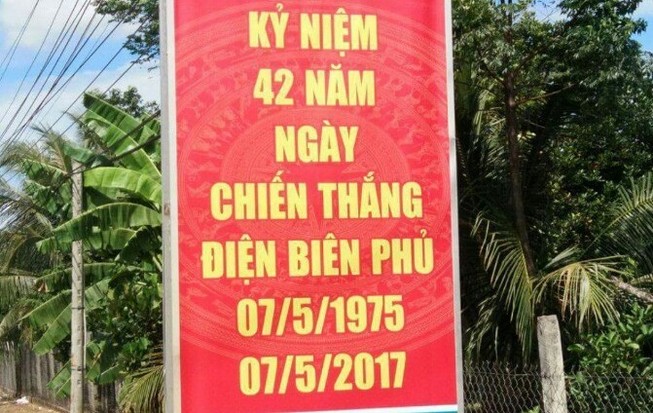 KỶ NIỆM
42 NĂM
NGÀY
CHIẾN THẮNG
ĐIỆN BIÊN PHỦ
07/5/1975
07/5/2017